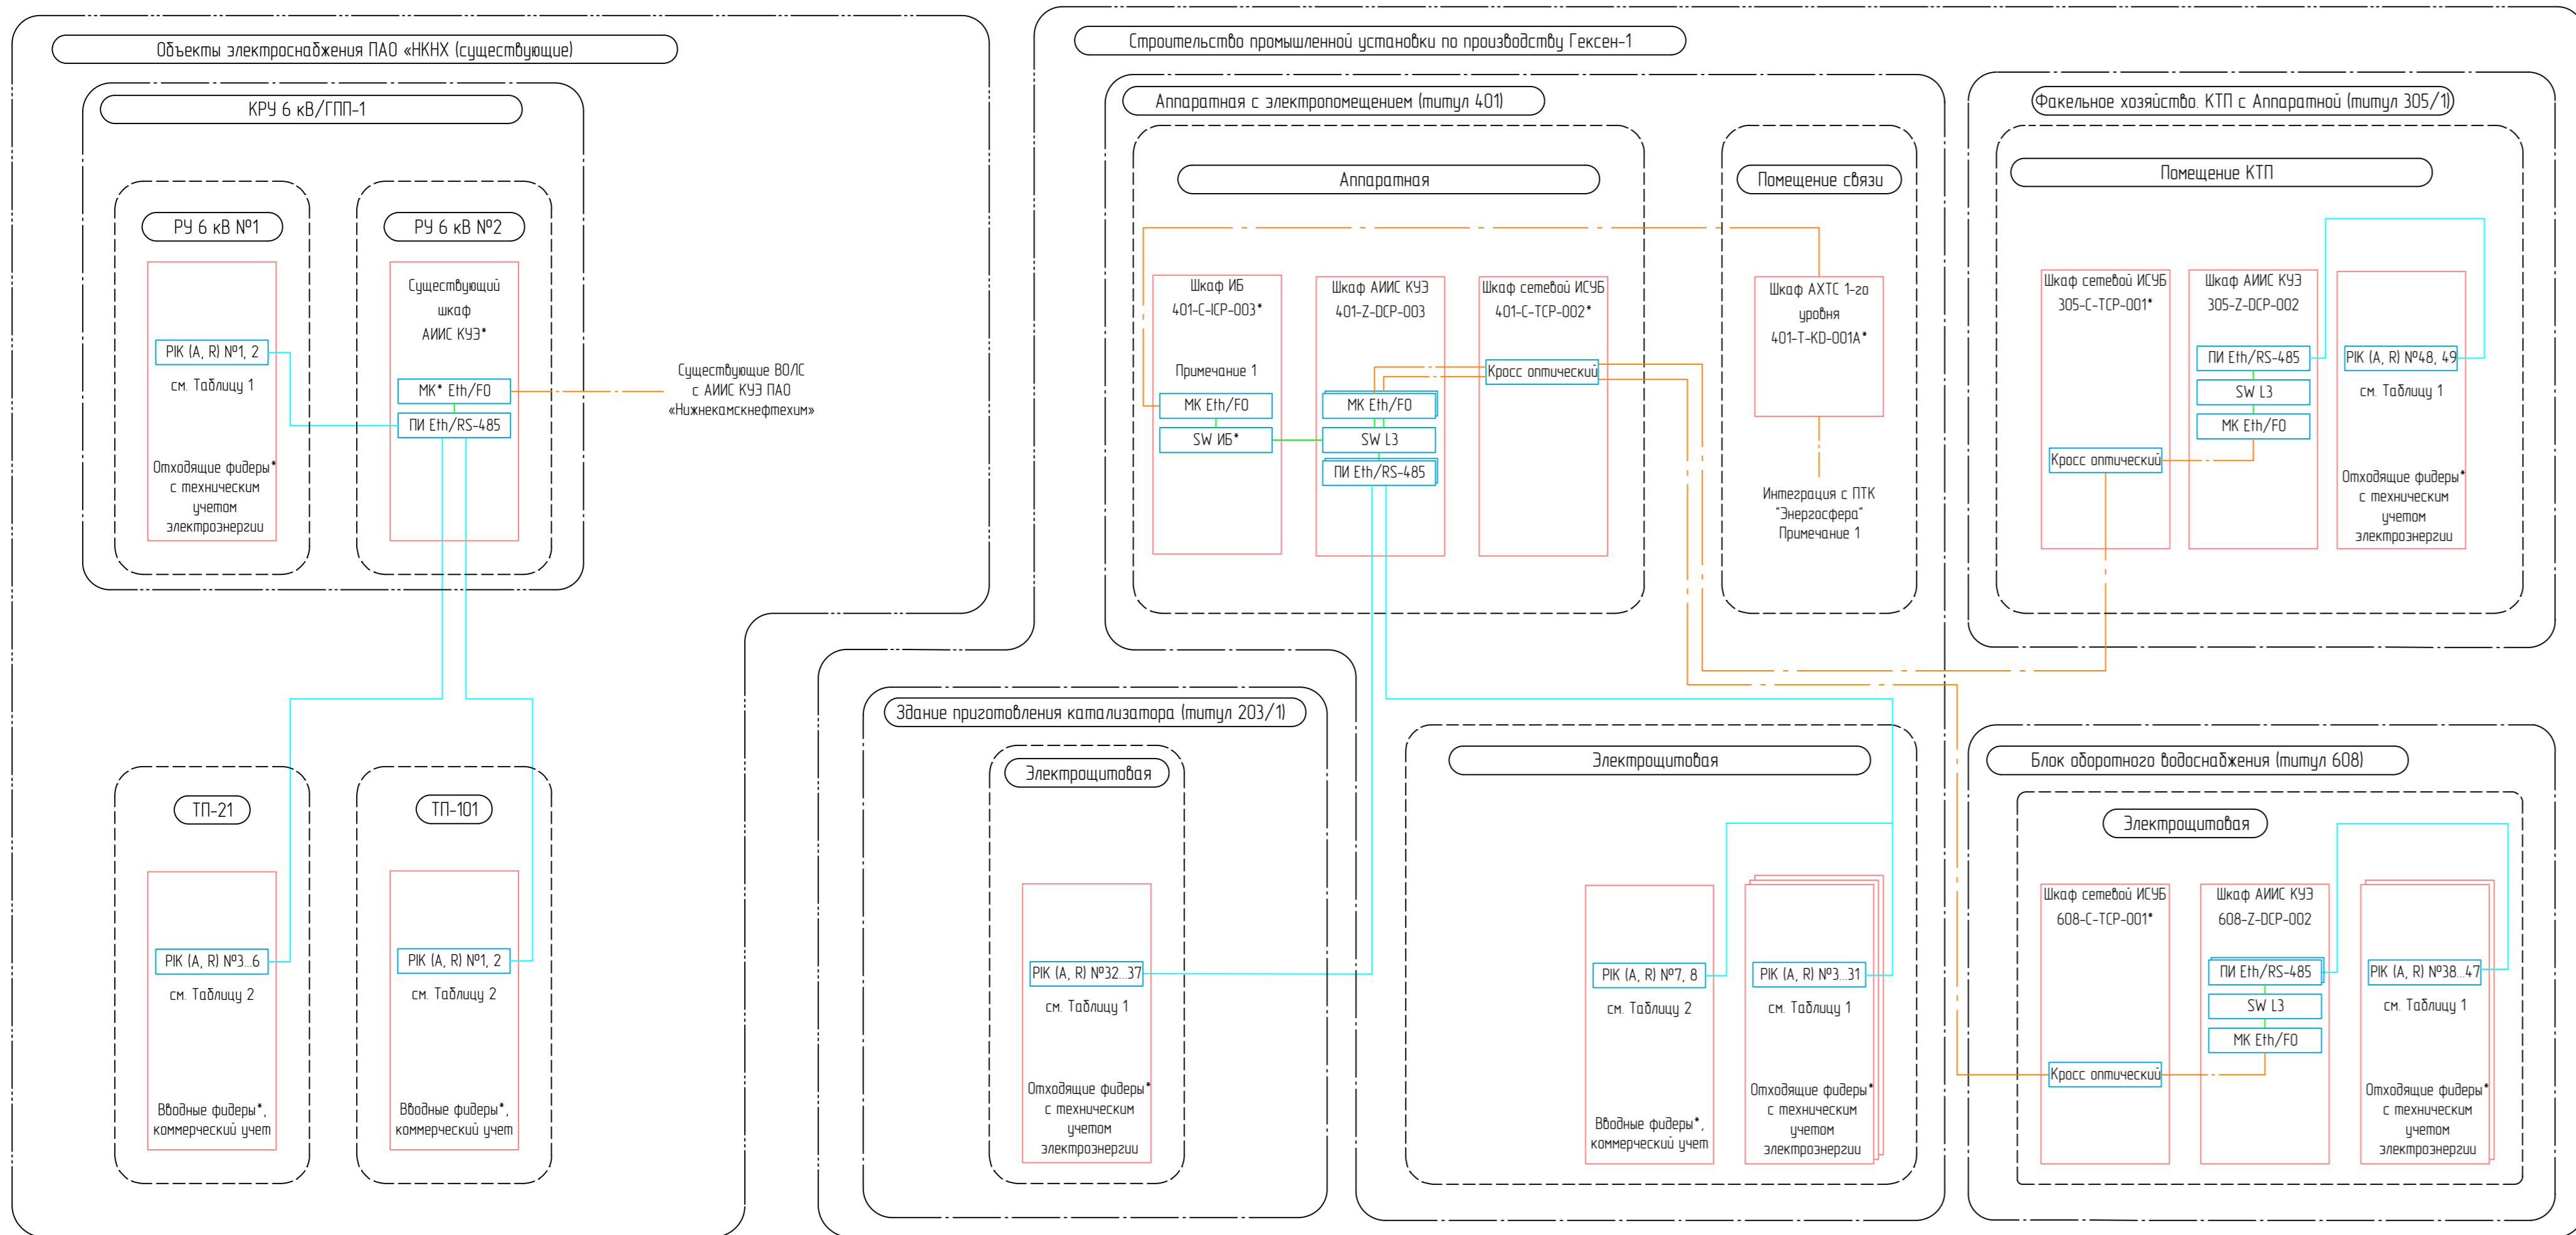 Объекты электроснабжения ПАО «НКНХ (существующие)
КРУ 6 кВ/ГПП-1
РУ 6 кВ №1
PIK (A, R) №1, 2
см. Таблицу 1
Отходящие фидеры*
с техническим
учетом
электроэнергии
РУ 6 кВ №2
Существующий
шкаф
АИИС КУЭ*
МК* Eth/FO
ПИ Eth/RS-485
Существующие ВОЛС
с АИИС КУЭ ПАО
«Нижнекамскнефтехим»
ТП-21
PIK (A, R) №3...6
см. Таблицу 2
Вводные фидеры*,
коммерческий учет
ТП-101
PIK (A, R) №1, 2
см. Таблицу 2
Вводные фидеры*,
коммерческий учет
Строительство промышленной установки по производству Гексен-1
Аппаратная с электропомещением (титул 401)
Аппаратная
Шкаф ИБ
401-C-ICP-003*
Примечание 1
МК Eth/FO
SW ИБ*
Шкаф АИИС КУЭ
401-Z-DCP-003
МК Eth/FO
SW L3
ПИ Eth/RS-485
Шкаф сетевой ИСУБ
401-C-TCP-002*
Кросс оптический
Помещение связи
Шкаф АХТС 1-го
уровня
401-T-KD-001A*
Интеграция с ПТК
"Энергосфера"
Примечание 1
Факельное хозяйство. КТП с Аппаратной (титул 305/1)
Помещение КТП
Шкаф сетевой ИСУБ
305-C-TCP-001*
Кросс оптический
Шкаф АИИС КУЭ
305-Z-DCP-002
ПИ Eth/RS-485
SW L3
МК Eth/FO
PIK (A, R) №48, 49
см. Таблицу 1
Отходящие фидеры*
с техническим
учетом
электроэнергии
Здание приготовления катализатора (титул 203/1)
Электрощитовая
PIK (A, R) №32...37
см. Таблицу 1
Отходящие фидеры*
с техническим
учетом
электроэнергии
Электрощитовая
PIK (A, R) №7, 8
см. Таблицу 2
Вводные фидеры*,
коммерческий учет
PIK (A, R) №3...31
см. Таблицу 1
Отходящие фидеры*
с техническим
учетом
электроэнергии
Блок оборотного водоснабжения (титул 608)
Электрощитовая
Шкаф сетевой ИСУБ
608-C-TCP-001*
Кросс оптический
Шкаф АИИС КУЭ
608-Z-DCP-002
ПИ Eth/RS-485
SW L3
МК Eth/FO
PIK (A, R) №38...47
см. Таблицу 1
Отходящие фидеры*
с техническим
учетом
электроэнергии